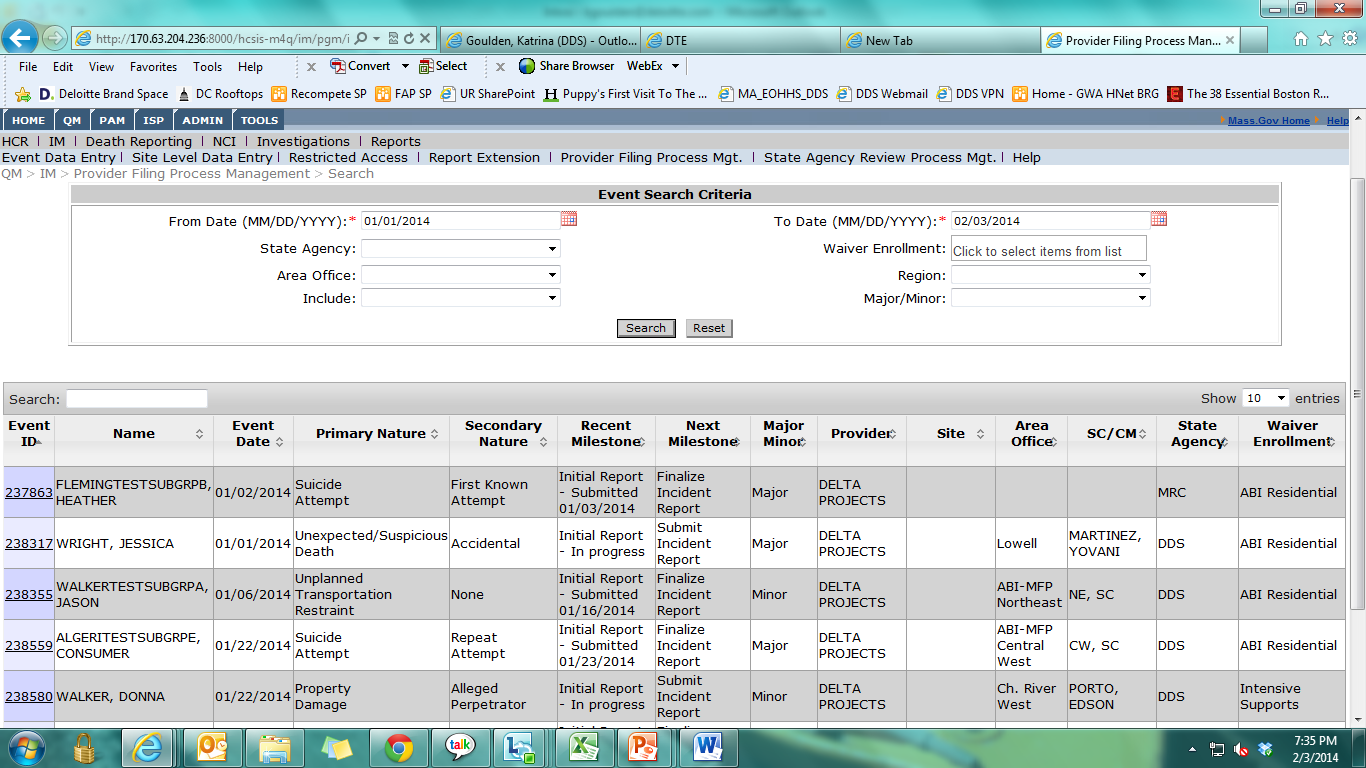 http://170.63.204.236:8000/hcsis-m4q/im/pgm/i
Goulden, Katrina (DDS) - Outlo...
DTE
New Tab
Provider Filing Process Man...
File Edit View Favorites Tools Help
Convert Select
Share Browser WebEx
D. Deloitte Brand Space DC Rooftops Recompete SP FAP SP UR SharePoint H Puppy's First Visit To The ... MA_EOHHS_DDS DDS Webmail DDS VPN Home - GWA HNet BRG E The 38 Essential Boston R...
HOME QM PAM ISP ADMIN TOOLS Mass.Gov Home Help
HCR | IM | Death Reporting | NCI | Investigations | Reports
Event Data Entry | Site Level Data Entry | Restricted Access | Report Extension | Provider Filing Process Mgt. | State Agency Review Process Mgt. | Help
QM > IM > Provider Filing Process Management > Search
Event Search Criteria
From Date (MM/DD/YYYY):* 01/01/2014 To Date (MM/DD/YYYY):* 02/03/2014
State Agency: Waiver Enrollment: Click to select items from list
Area Office: Region:
Include: Major/Minor:
Search Reset
Search: Show 10 entries
Event ID Name Event Date Primary Nature Secondary Nature Recent Milestone Next Milestone Major Minor Provider Site Area Office SC/CM State Agency Waiver Enrollment
237863 FLEMINGTESTSUBGRPB, HEATHER 01/02/2014 Suicide Attempt First Known Attempt Initial Report - Submitted 01/03/2014 Finalize Incident Report Major DELTA PROJECTS MRC ABI Residential
238317 WRIGHT, JESSICA 01/01/2014 Unexpected/Suspicious Death Accidental Initial Report - In progress Submit Incident Report Major DELTA PROJECTS Lowell MARTINEZ, YOVANI DDS ABI Residential
238355 WALKERTESTSUBGRPA, JASON 01/06/2014 Unplanned Transportation Restraint None Initial Report - Submitted 01/16/2014 Finalize Incident Report Minor DELTA PROJECTS ABI-MFP Northeast NE, SC DDS ABI Residential
238559 ALGERITESTSUBGRPE, CONSUMER 01/22/2014 Suicide Attempt Repeat Attempt Initial Report - Submitted 01/23/2014 Finalize Incident Report Major DELTA PROJECTS ABI-MFP Central West CW, SC DDS ABI Residential
238580 WALKER, DONNA 01/22/2014 Property Damage Alleged Perpetrator Initial Report - In progress Submit Incident Report Minor DELTA PROJECTS Ch. River West PORTO, EDSON DDS Intensive Supports
talk
7:35 PM
2/3/2014